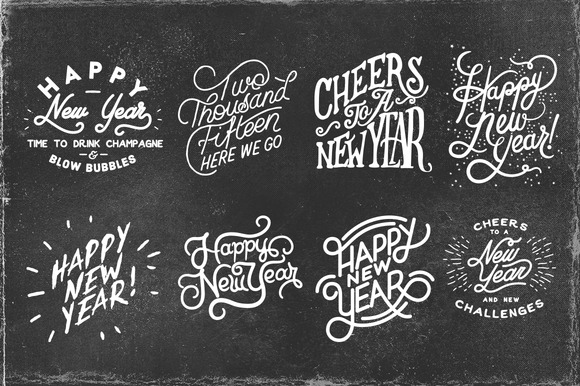 HAPPY
New Year
TIME TO DRINK CHAMPAGNE
&
BLOW BUBBLES
Two
Thousand
Fifteen
HERE WE GO
CHEERS
TO A
NEW YEAR
Happy
New
Year!
HAPPY
NEW
YEAR!
Happy
New Year
HAPPY
NEW
YEAR
CHEERS
TO A
New
Year
AND NEW
CHALLENGES